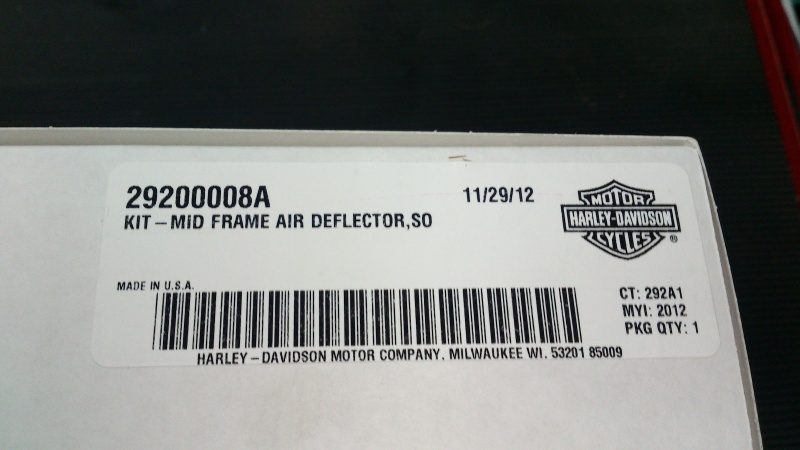 29200008A 11/29/12
KIT-MID FRAME AIR DEFLECTOR,SO
MOTOR
HARLEY-DAVIDSON
CYCLES
®
MADE IN U.S.A.
CT: 292A1
MYI: 2012
PKG QTY: 1
HARLEY-DAVIDSON MOTOR COMPANY, MILWAUKEE WI. 53201 85009